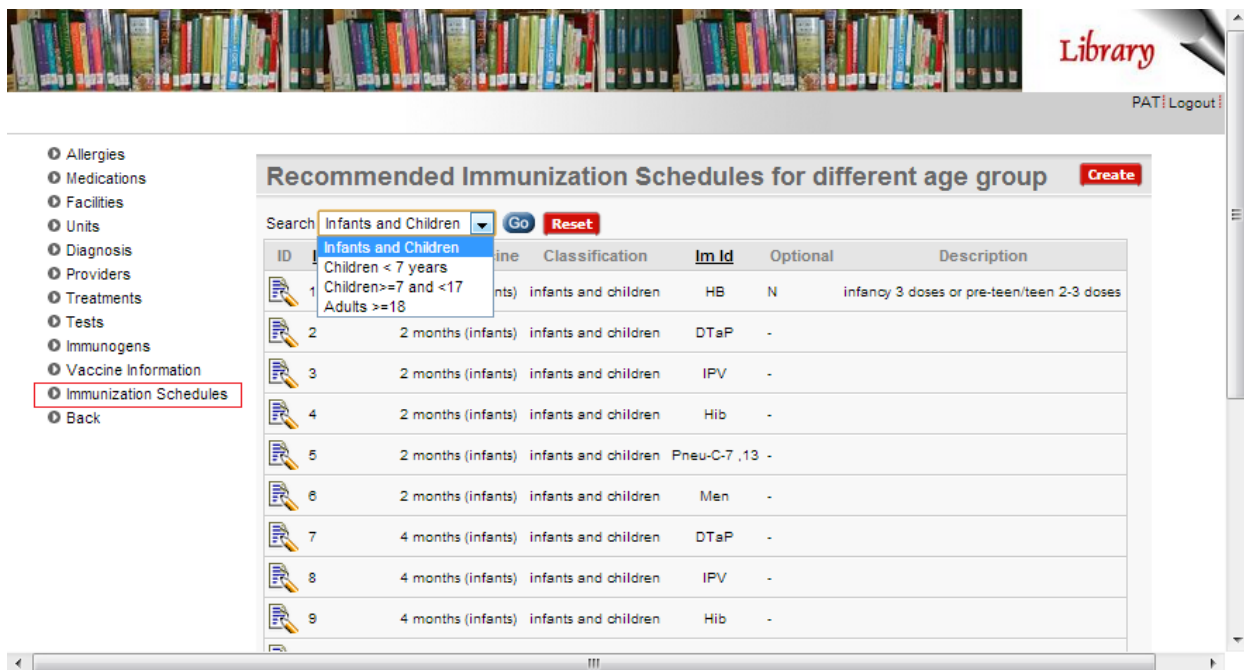 Library
PAT Logout
Allergies
Medications
Facilities
Units
Diagnosis
Providers
Treatments
Tests
Immunogens
Vaccine Information
Immunization Schedules
Back
Recommended Immunization Schedules for different age group Create
Search Infants and Children Go Reset
Infants and Children
Children < 7 years
Children>=7 and <17
Adults >=18
ID Classification Im Id Optional Description
infants and children HB N infancy 3 doses or pre-teen/teen 2-3 doses
2 2 months (infants) infants and children DTaP -
3 2 months (infants) infants and children IPV -
4 2 months (infants) infants and children Hib -
5 2 months (infants) infants and children Pneu-C-7 ,13 -
6 2 months (infants) infants and children Men -
7 4 months (infants) infants and children DTaP -
8 4 months (infants) infants and children IPV -
9 4 months (infants) infants and children Hib -